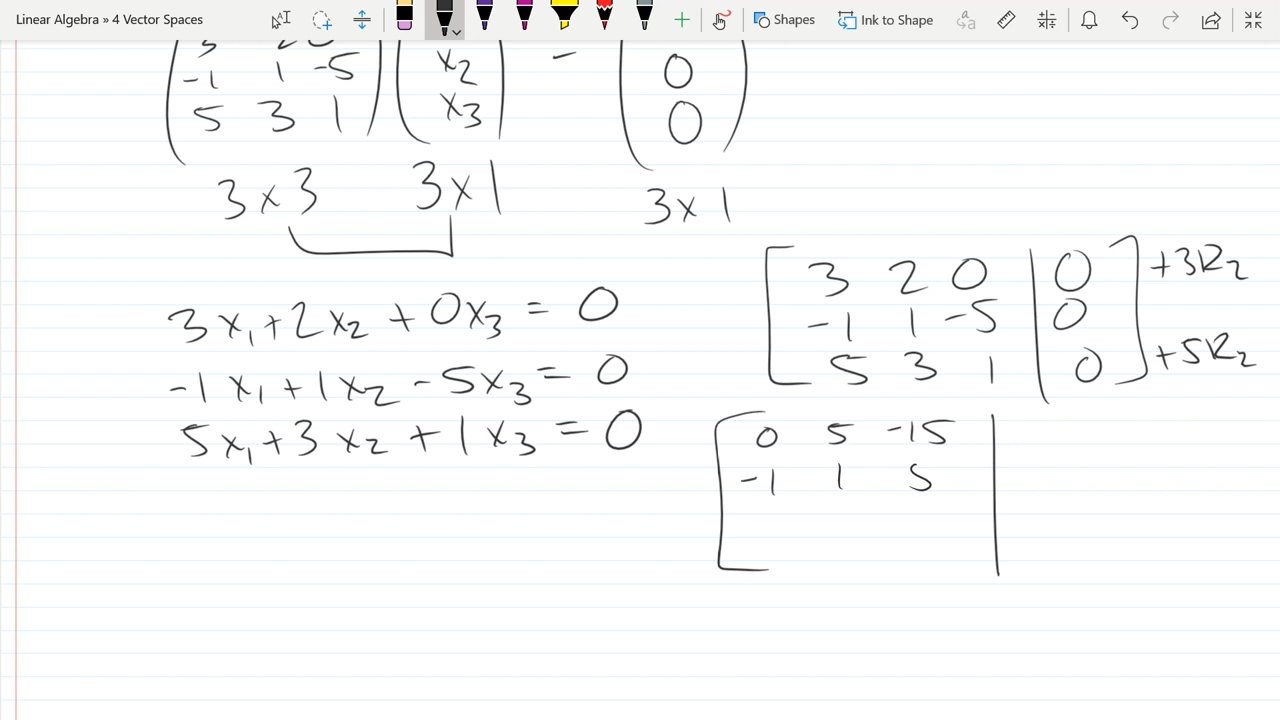 Linear Algebra » 4 Vector Spaces
Shapes
Ink to Shape
-1 1 -5 x2 = 0
5 3 1 x3 0
3x3 3x1 3x1
3x1+2x2+0x3=0
-1x1+1x2-5x3=0
5x1+3x2+1x3=0
3 2 0 | 0 +3R2
-1 1 -5 | 0
5 3 1 | 0 +5R2
0 5 -15
-1 1 5